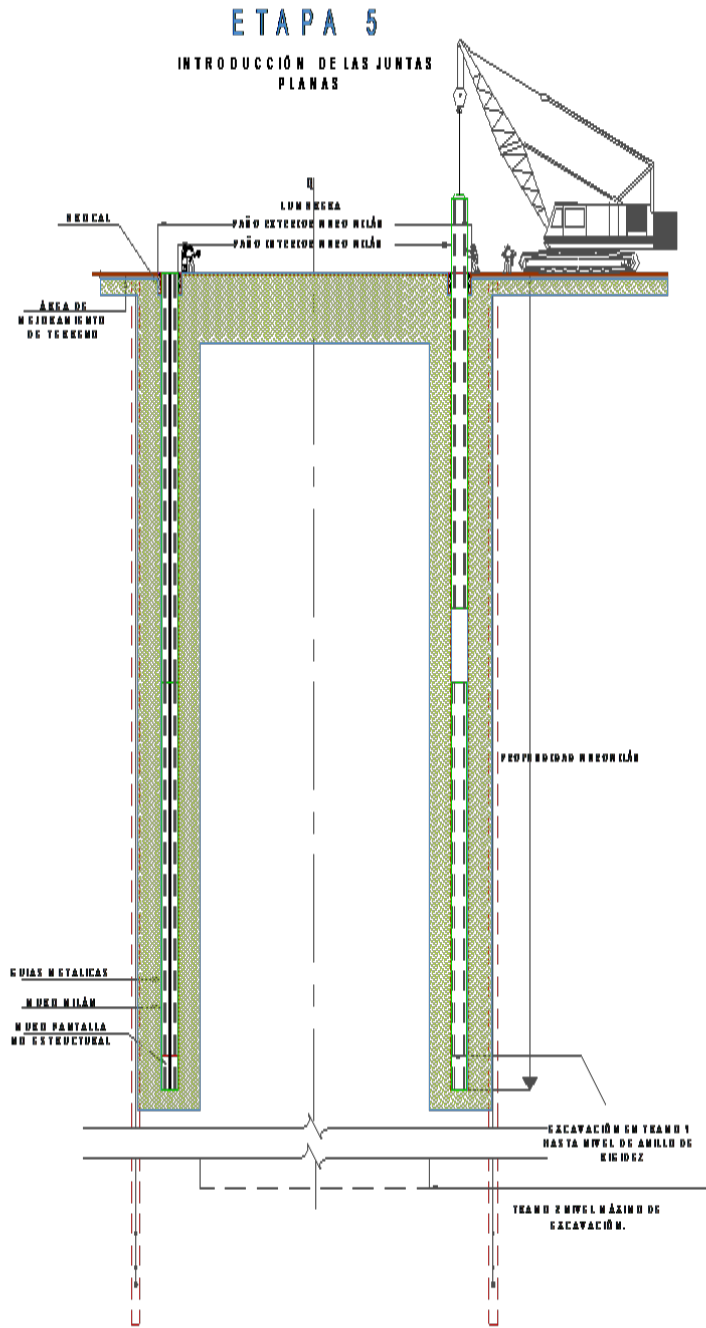 ETAPA 5
INTRODUCCIÓN DE LAS JUNTAS
PLANAS
LUMBRERA
PAÑO EXTERIOR MURO MILÁN
PAÑO INTERIOR MURO MILÁN
BROCAL
ÁREA DE
MEJORAMIENTO
DE TERRENO
PROFUNDIDAD MURO MILÁN
GUIAS METALICAS
MURO MILÁN
MURO PANTALLA
NO ESTRUCTURAL
EXCAVACIÓN EN TRAMO 1
HASTA NIVEL DE ANILLO DE
RIGIDEZ
TRAMO 2 NIVEL MÁXIMO DE
EXCAVACIÓN.